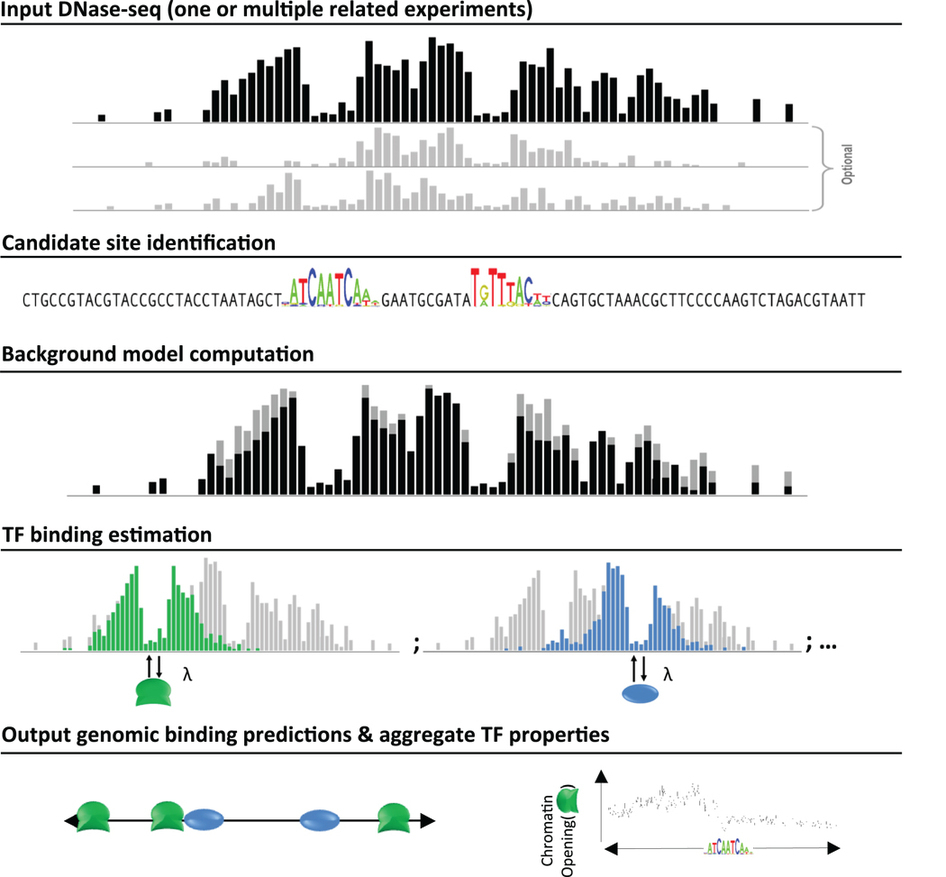 Input DNase-seq (one or multiple related experiments)
Optional
Candidate site identification
CTGCCGTACGTACCGCCTACCTAATAGCT ATCAATCAA GAATGCGATA TGTTTAC CAGTGCTAAACGCTTCCCCAAGTCTAGACGTAATT
Background model computation
TF binding estimation
; ; ...
λ λ
Output genomic binding predictions & aggregate TF properties
Chromatin
Opening( )
ATCAATCA